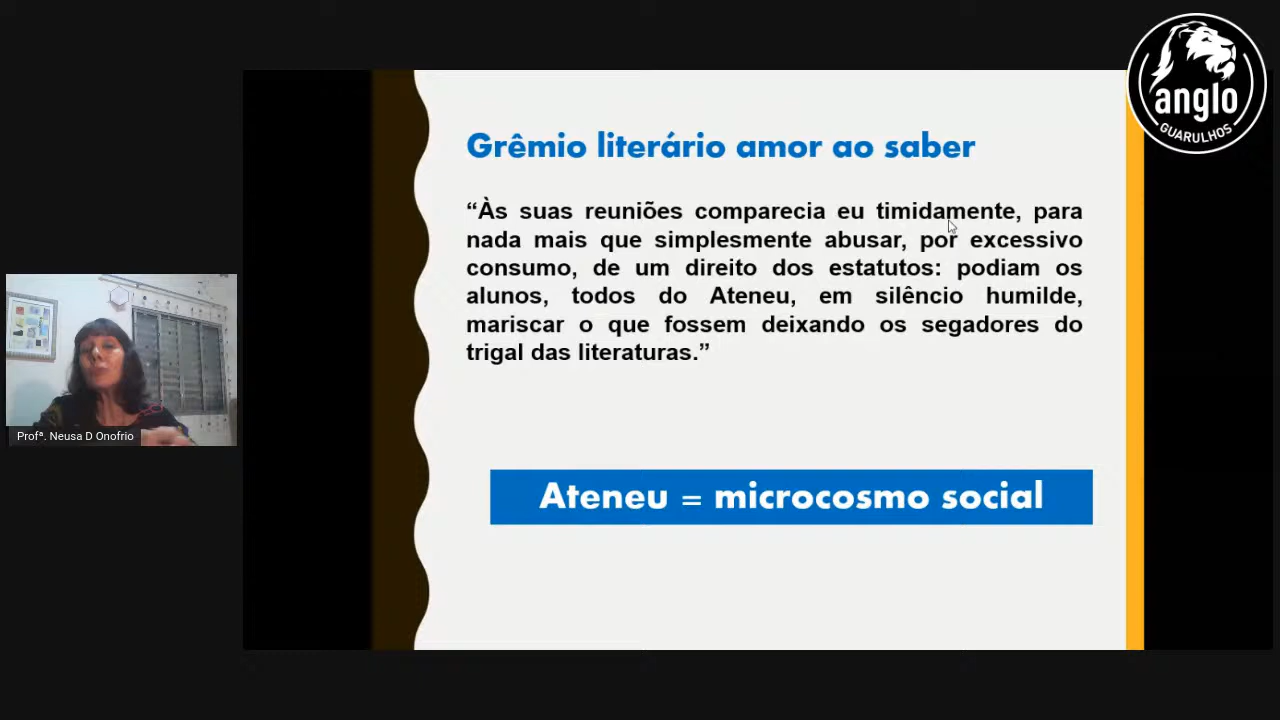 anglo
GUARULHOS
Grêmio literário amor ao saber
“Às suas reuniões comparecia eu timidamente, para
nada mais que simplesmente abusar, por excessivo
consumo, de um direito dos estatutos: podiam os
alunos, todos do Ateneu, em silêncio humilde,
mariscar o que fossem deixando os segadores do
trigal das literaturas.”
Profª. Neusa D Onofrio
Ateneu = microcosmo social